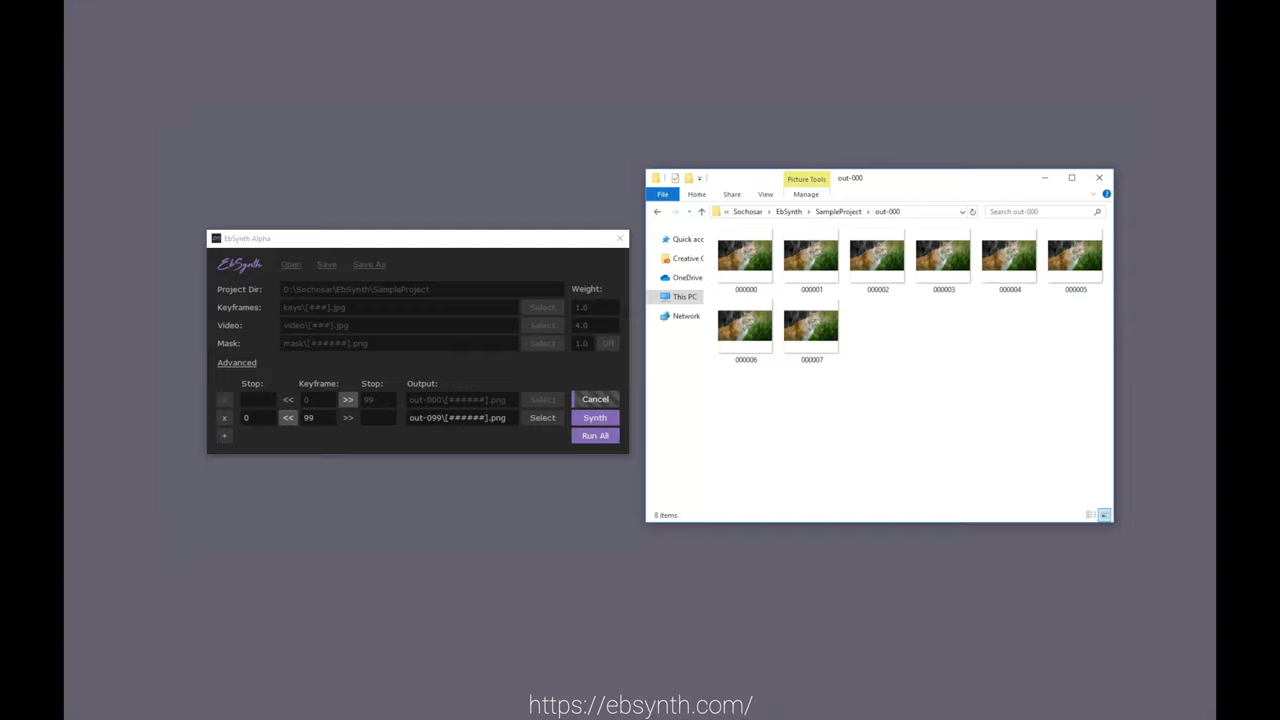 EbSynth Alpha
EbSynth Open Save Save As
Project Dir: D:\Sochosar\EbSynth\SampleProject Weight:
Keyframes: keys\[###].jpg Select 1.0
Video: video\[###].jpg Select 4.0
Mask: mask\[######].png Select 1.0 Off
Advanced
Stop: Keyframe: Stop: Output:
<< 0 >> 99 out-000\[######].png Select Cancel
x 0 << 99 >> out-099\[######].png Select Synth
+ Run All
Picture Tools out-000
File Home Share View Manage
« Sochosar > EbSynth > SampleProject > out-000 Search out-000
Quick acc
Creative C
OneDrive
This PC
Network
000000 000001 000002 000003 000004 000005
000006 000007
8 items
https://ebsynth.com/